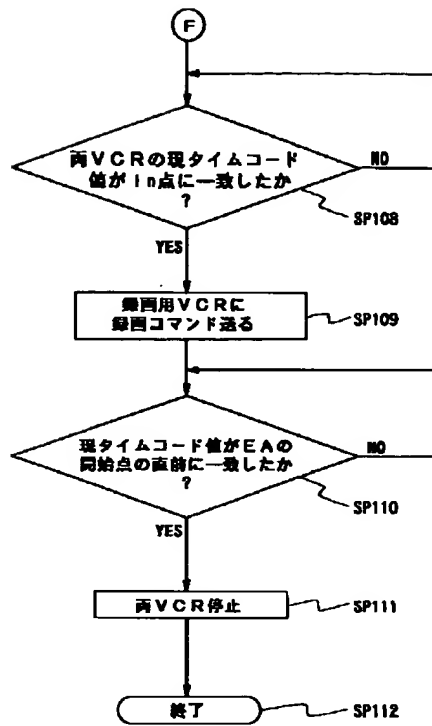 F
両VCRの現タイムコード
値がin点に一致したか
?
NO
SP108
YES
録画用VCRに
録画コマンド送る
SP109
現タイムコード値がEAの
開始点の直前に一致したか
?
NO
SP110
YES
両VCR停止
SP111
終了
SP112